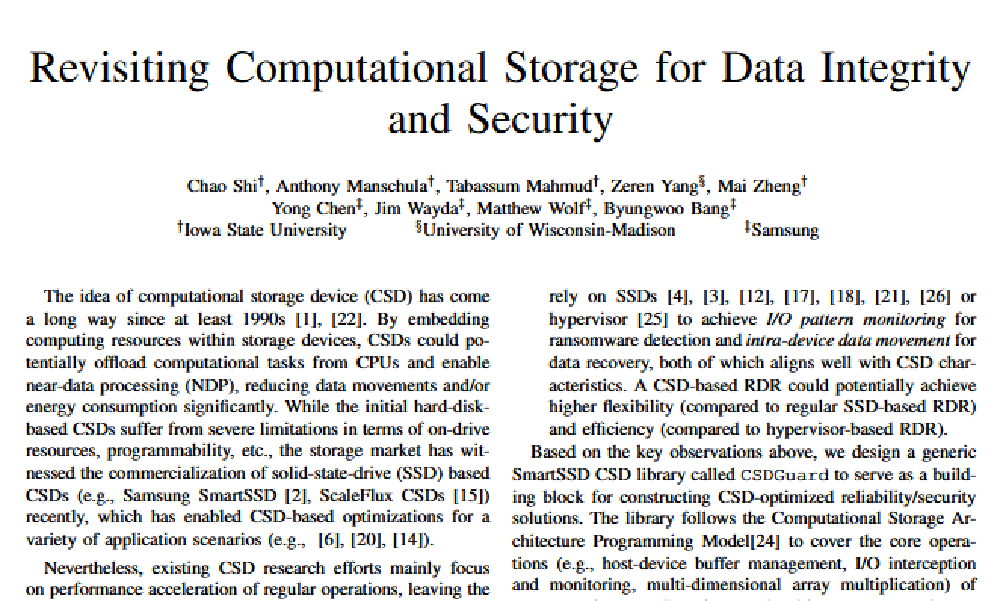 Revisiting Computational Storage for Data Integrity
and Security
Chao Shi†, Anthony Manschula†, Tabassum Mahmud†, Zeren Yang§, Mai Zheng†
Yong Chen‡, Jim Wayda‡, Matthew Wolf‡, Byungwoo Bang‡
†Iowa State University §University of Wisconsin-Madison ‡Samsung
The idea of computational storage device (CSD) has come
a long way since at least 1990s [1], [22]. By embedding
computing resources within storage devices, CSDs could po-
tentially offload computational tasks from CPUs and enable
near-data processing (NDP), reducing data movements and/or
energy consumption significantly. While the initial hard-disk-
based CSDs suffer from severe limitations in terms of on-drive
resources, programmability, etc., the storage market has wit-
nessed the commercialization of solid-state-drive (SSD) based
CSDs (e.g., Samsung SmartSSD [2], ScaleFlux CSDs [15])
recently, which has enabled CSD-based optimizations for a
variety of application scenarios (e.g., [6], [20], [14]).
Nevertheless, existing CSD research efforts mainly focus
on performance acceleration of regular operations, leaving the
rely on SSDs [4], [3], [12], [17], [18], [21], [26] or
hypervisor [25] to achieve I/O pattern monitoring for
ransomware detection and intra-device data movement for
data recovery, both of which aligns well with CSD char-
acteristics. A CSD-based RDR could potentially achieve
higher flexibility (compared to regular SSD-based RDR)
and efficiency (compared to hypervisor-based RDR).
Based on the key observations above, we design a generic
SmartSSD CSD library called CSDGuard to serve as a build-
ing block for constructing CSD-optimized reliability/security
solutions. The library follows the Computational Storage Ar-
chitecture Programming Model[24] to cover the core opera-
tions (e.g., host-device buffer management, I/O interception
and monitoring, multi-dimensional array multiplication) of